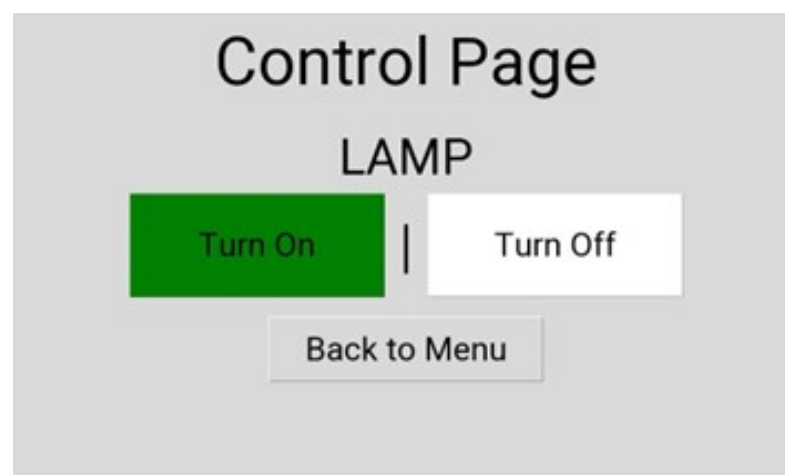 Control Page
LAMP
Turn On | Turn Off
Back to Menu